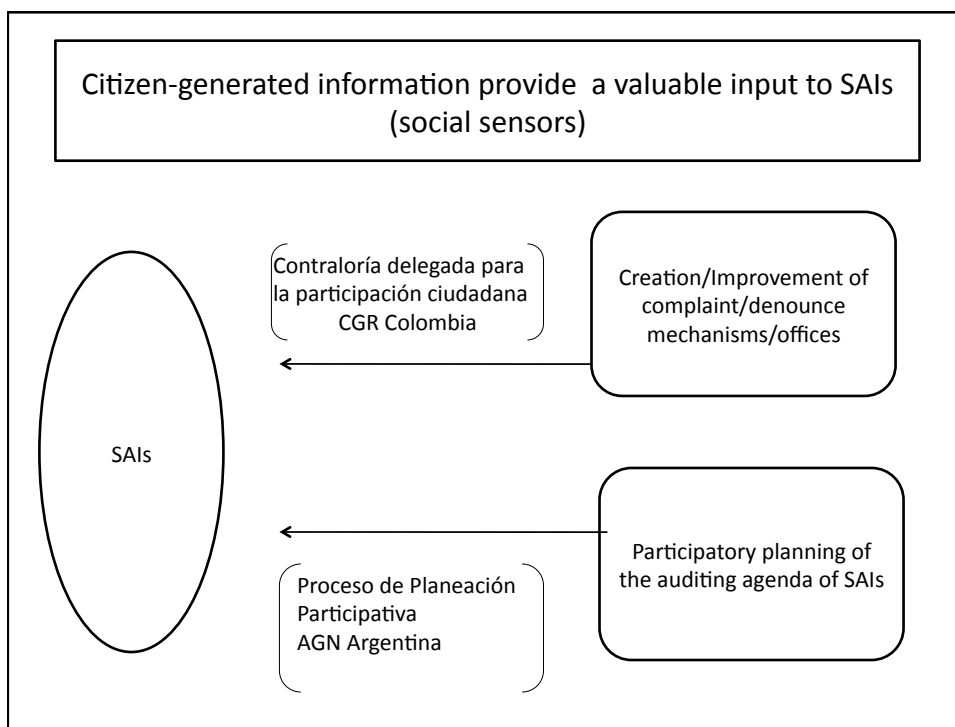 Citizen-generated information provide a valuable input to SAIs
(social sensors)
Contraloría delegada para
la participación ciudadana
CGR Colombia
Creation/Improvement of
complaint/denounce
mechanisms/offices
SAIs
Proceso de Planeación
Participativa
AGN Argentina
Participatory planning of
the auditing agenda of SAIs